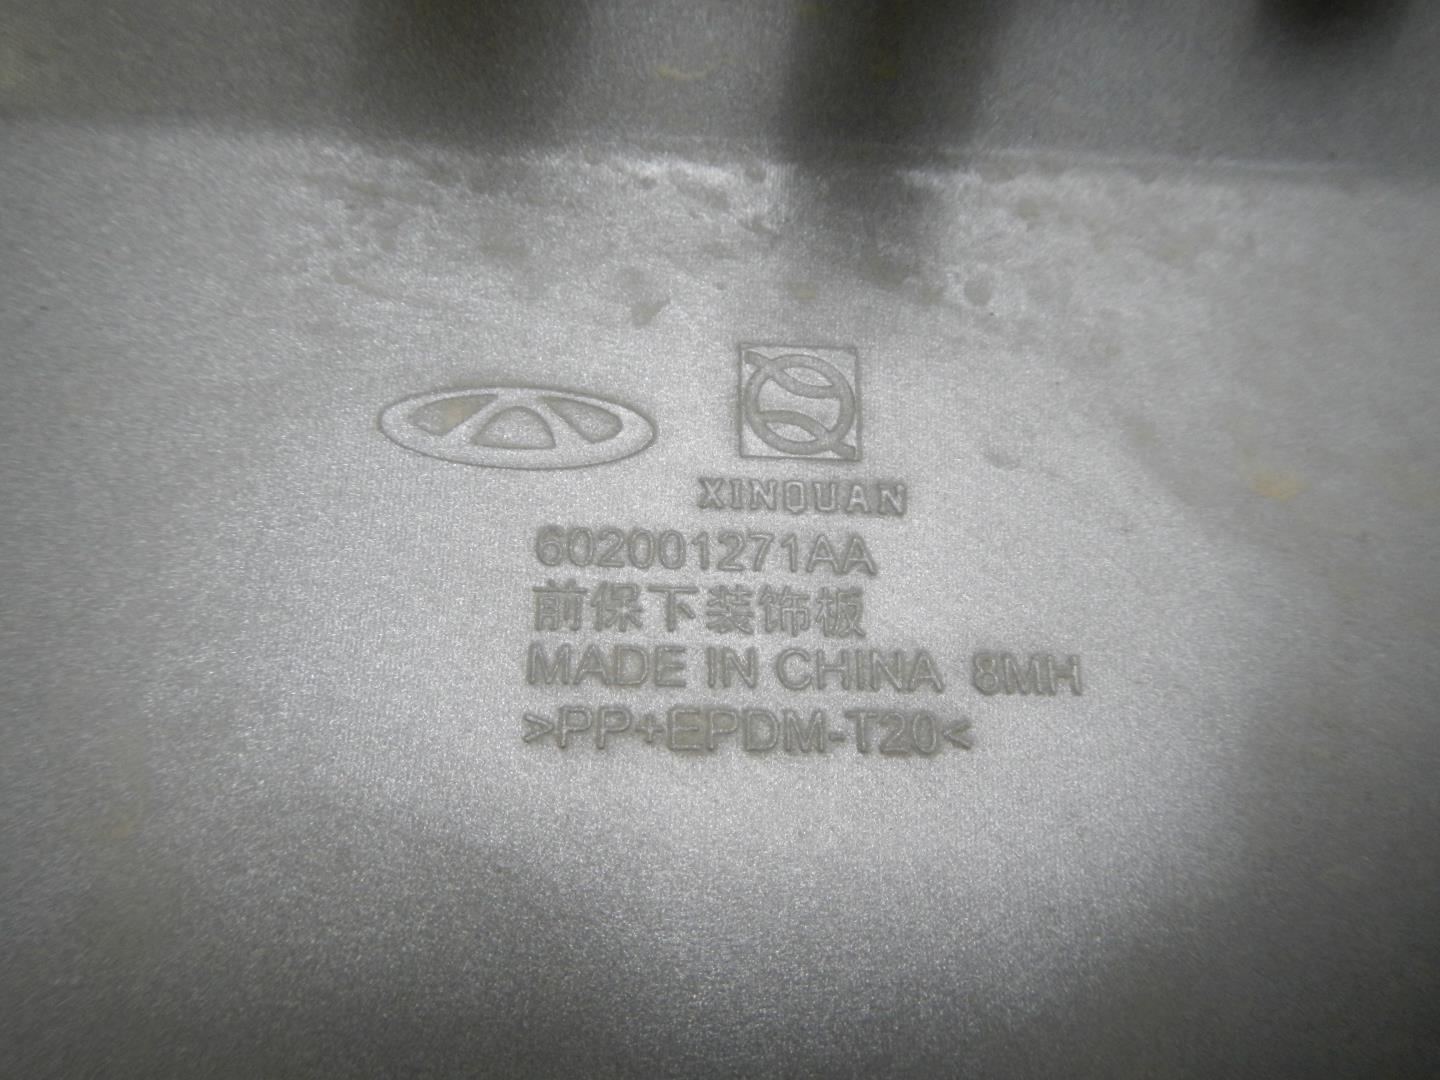 XINQUAN
602001271AA
前保下装饰板
MADE IN CHINA 8MH
>PP+EPDM-T20<